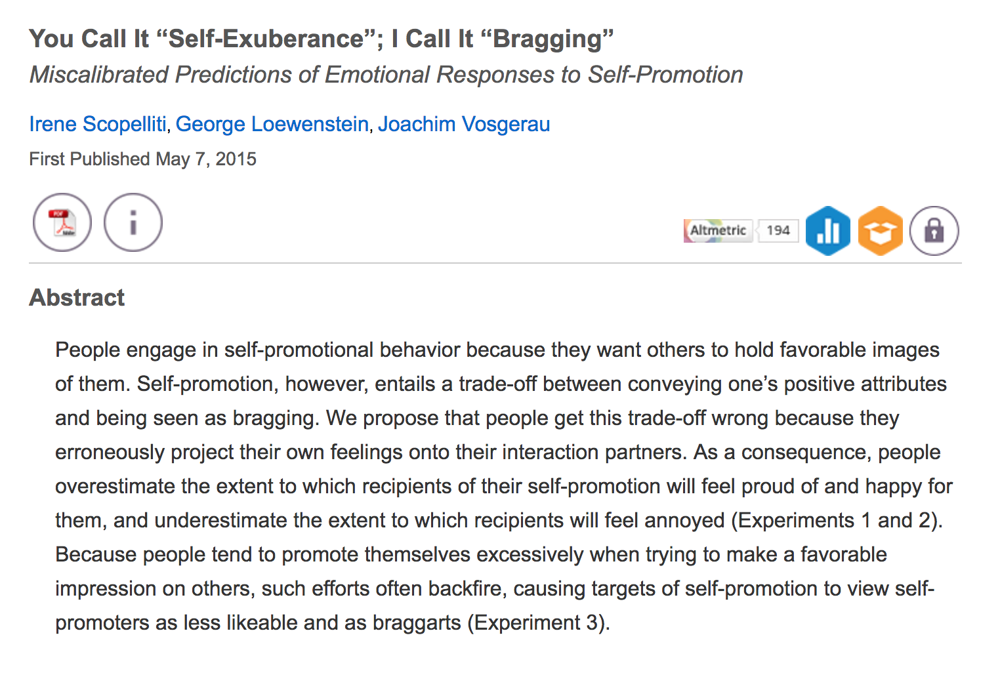 You Call It “Self-Exuberance”; I Call It “Bragging”
Miscalibrated Predictions of Emotional Responses to Self-Promotion
Irene Scopelliti, George Loewenstein, Joachim Vosgerau
First Published May 7, 2015
PDF
i
Altmetric 194
Abstract
People engage in self-promotional behavior because they want others to hold favorable images
of them. Self-promotion, however, entails a trade-off between conveying one’s positive attributes
and being seen as bragging. We propose that people get this trade-off wrong because they
erroneously project their own feelings onto their interaction partners. As a consequence, people
overestimate the extent to which recipients of their self-promotion will feel proud of and happy for
them, and underestimate the extent to which recipients will feel annoyed (Experiments 1 and 2).
Because people tend to promote themselves excessively when trying to make a favorable
impression on others, such efforts often backfire, causing targets of self-promotion to view self-
promoters as less likeable and as braggarts (Experiment 3).